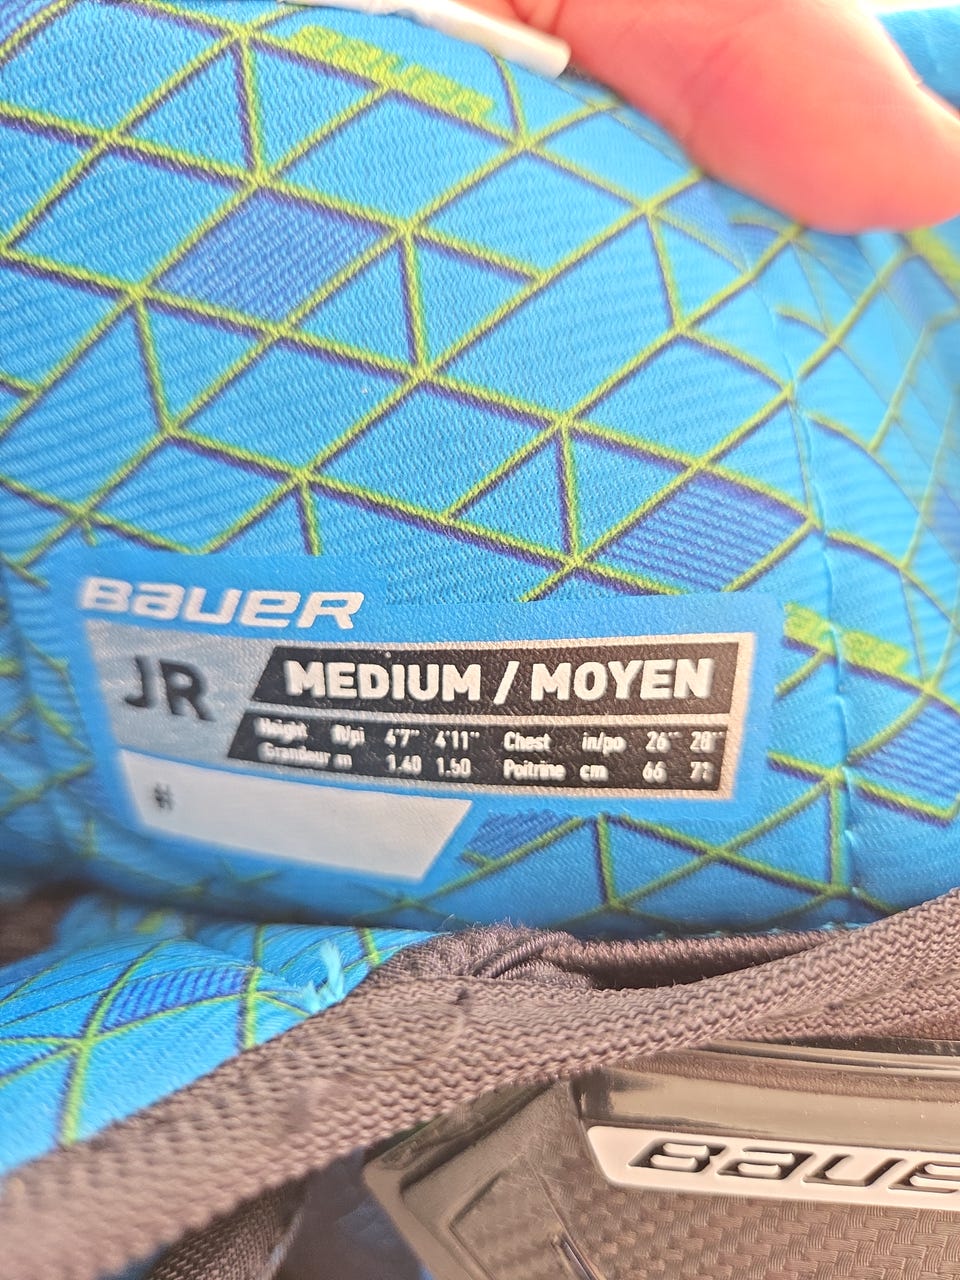 Bauer
BAUER
JR
MEDIUM / MOYEN
Height ft/pi 4'7" 4'11" Chest in/po 26" 28"
Grandeur m 1.40 1.50 Poitrine cm 66 71
#
BAUE